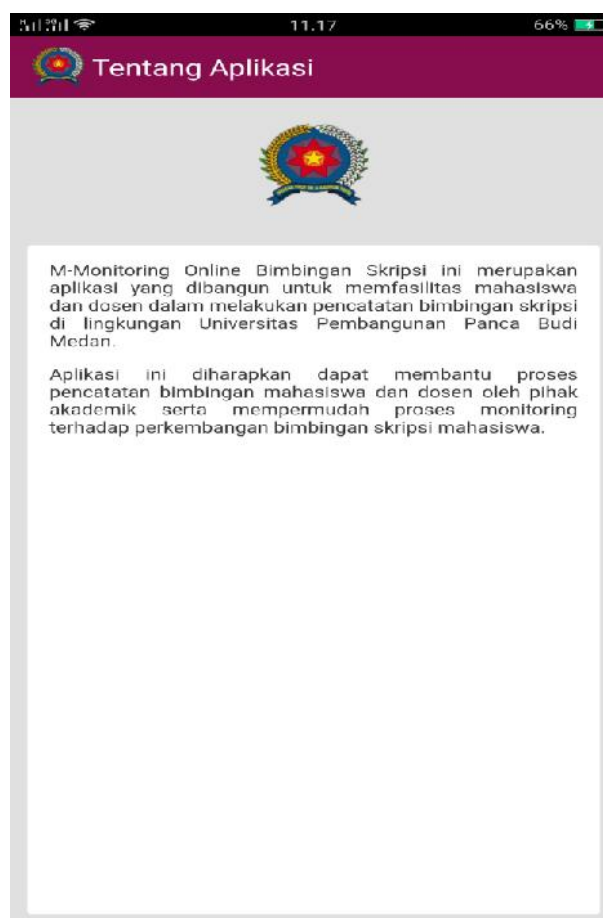 11.17
66%
Tentang Aplikasi
M-Monitoring Online Bimbingan Skripsi ini merupakan
aplikasi yang dibangun untuk memfasilitas mahasiswa
dan dosen dalam melakukan pencatatan bimbingan skripsi
di lingkungan Universitas Pembangunan Panca Budi
Medan.
Aplikasi ini diharapkan dapat membantu proses
pencatatan bimbingan mahasiswa dan dosen oleh pihak
akademik serta mempermudah proses monitoring
terhadap perkembangan bimbingan skripsi mahasiswa.